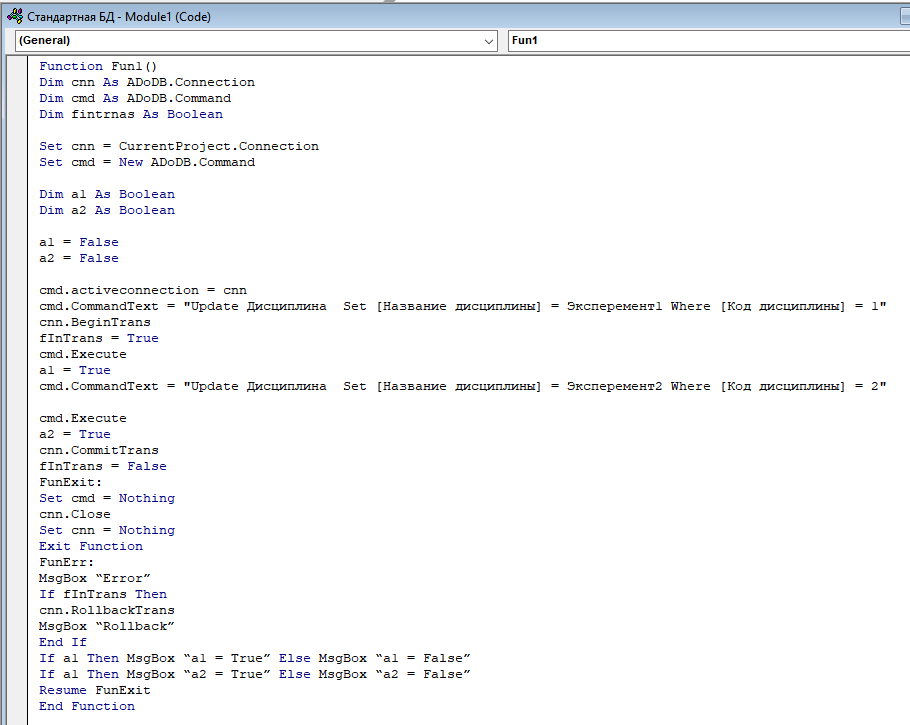 Стандартная БД - Module1 (Code)
(General) Fun1
Function Fun1()
Dim cnn As ADoDB.Connection
Dim cmd As ADoDB.Command
Dim fintrnas As Boolean
Set cnn = CurrentProject.Connection
Set cmd = New ADoDB.Command
Dim a1 As Boolean
Dim a2 As Boolean
a1 = False
a2 = False
cmd.activeconnection = cnn
cmd.CommandText = "Update Дисциплина  Set [Название дисциплины] = Эксперемент1 Where [Код дисциплины] = 1"
cnn.BeginTrans
fInTrans = True
cmd.Execute
a1 = True
cmd.CommandText = "Update Дисциплина  Set [Название дисциплины] = Эксперемент2 Where [Код дисциплины] = 2"
cmd.Execute
a2 = True
cnn.CommitTrans
fInTrans = False
FunExit:
Set cmd = Nothing
cnn.Close
Set cnn = Nothing
Exit Function
FunErr:
MsgBox “Error”
If fInTrans Then
cnn.RollbackTrans
MsgBox “Rollback”
End If
If a1 Then MsgBox “a1 = True” Else MsgBox “a1 = False”
If a1 Then MsgBox “a2 = True” Else MsgBox “a2 = False”
Resume FunExit
End Function